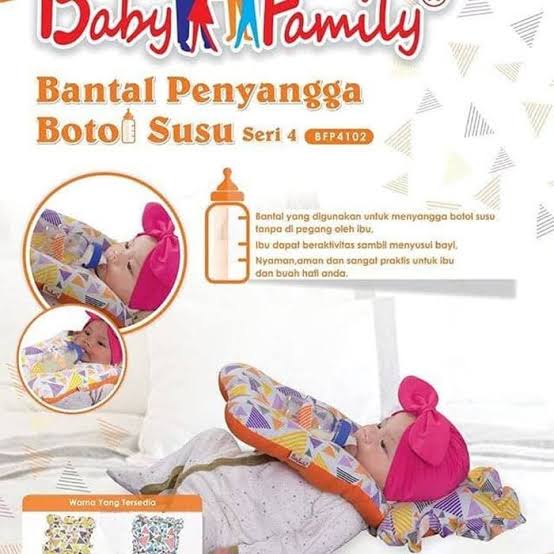 Baby Family®
Bantal Penyangga
Botol Susu Seri 4 BFP4102
Bantal yang digunakan untuk menyangga botol susu
tanpa di pegang oleh ibu,
Ibu dapat beraktivitas sambil menyusui bayi,
Nyaman,aman dan sangat praktis untuk ibu
dan buah hati anda.
Warna Yang Tersedia